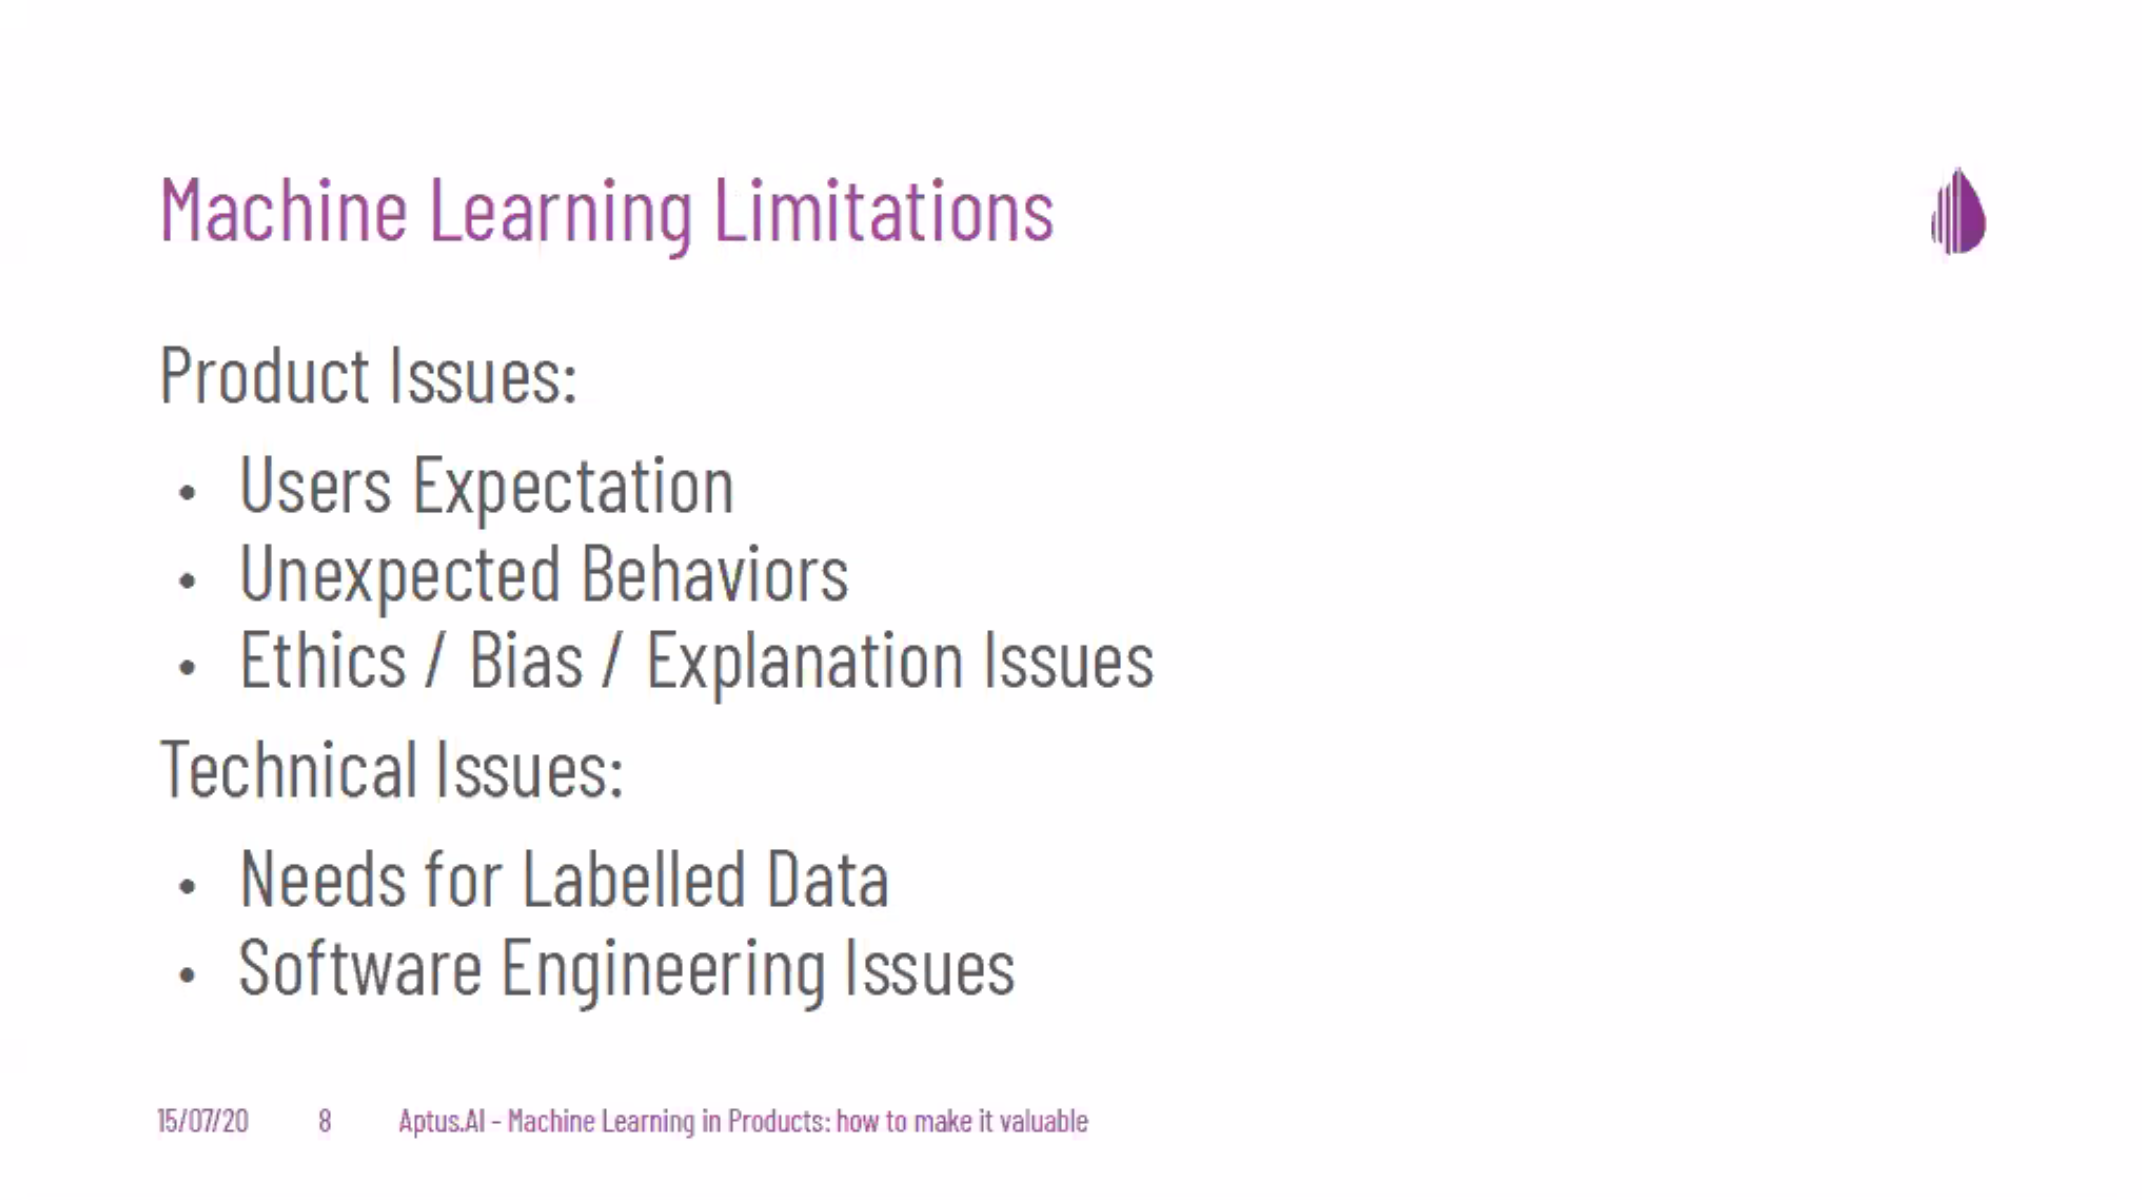 Machine Learning Limitations
Product Issues:
• Users Expectation
• Unexpected Behaviors
• Ethics / Bias / Explanation Issues
Technical Issues:
• Needs for Labelled Data
• Software Engineering Issues
15/07/20 8 Aptus.AI - Machine Learning in Products: how to make it valuable